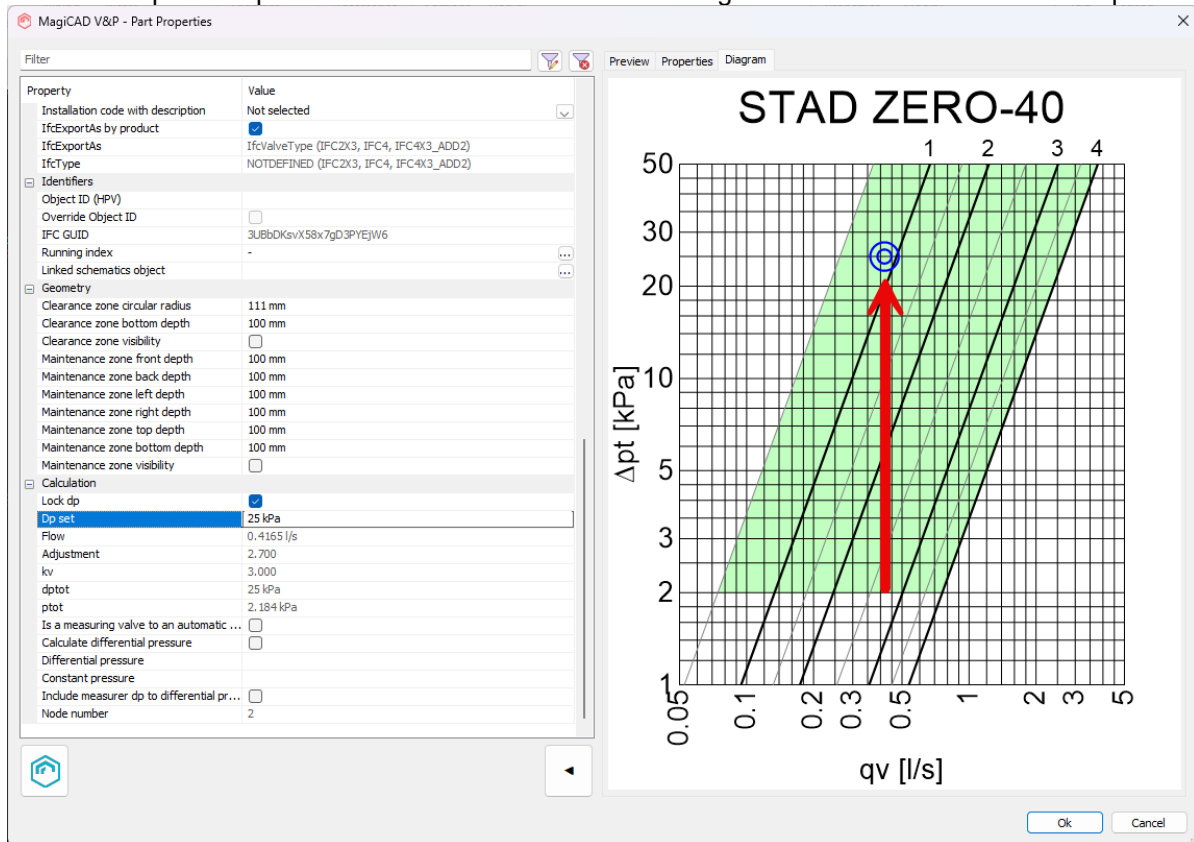 MagiCAD V&P - Part Properties
Filter
Preview Properties Diagram
Property Value
Installation code with description Not selected
IfcExportAs by product
IfcExportAs IfcValveType (IFC2X3, IFC4, IFC4X3_ADD2)
IfcType NOTDEFINED (IFC2X3, IFC4, IFC4X3_ADD2)
Identifiers
Object ID (HPV)
Override Object ID
IFC GUID 3UBbDKsvX58x7gD3PYEjW6
Running index -
Linked schematics object
Geometry
Clearance zone circular radius 111 mm
Clearance zone bottom depth 100 mm
Clearance zone visibility
Maintenance zone front depth 100 mm
Maintenance zone back depth 100 mm
Maintenance zone left depth 100 mm
Maintenance zone right depth 100 mm
Maintenance zone top depth 100 mm
Maintenance zone bottom depth 100 mm
Maintenance zone visibility
Calculation
Lock dp
Dp set 25 kPa
Flow 0.4165 l/s
Adjustment 2.700
kv 3.000
dptot 25 kPa
ptot 2.184 kPa
Is a measuring valve to an automatic ...
Calculate differential pressure
Differential pressure
Constant pressure
Include measurer dp to differential pr...
Node number 2
STAD ZERO-40
1 2 3 4
50
30
20
10
5
3
2
1
Δpt [kPa]
0.05 0.1 0.2 0.3 0.5 1 2 3 5
qv [l/s]
Ok Cancel